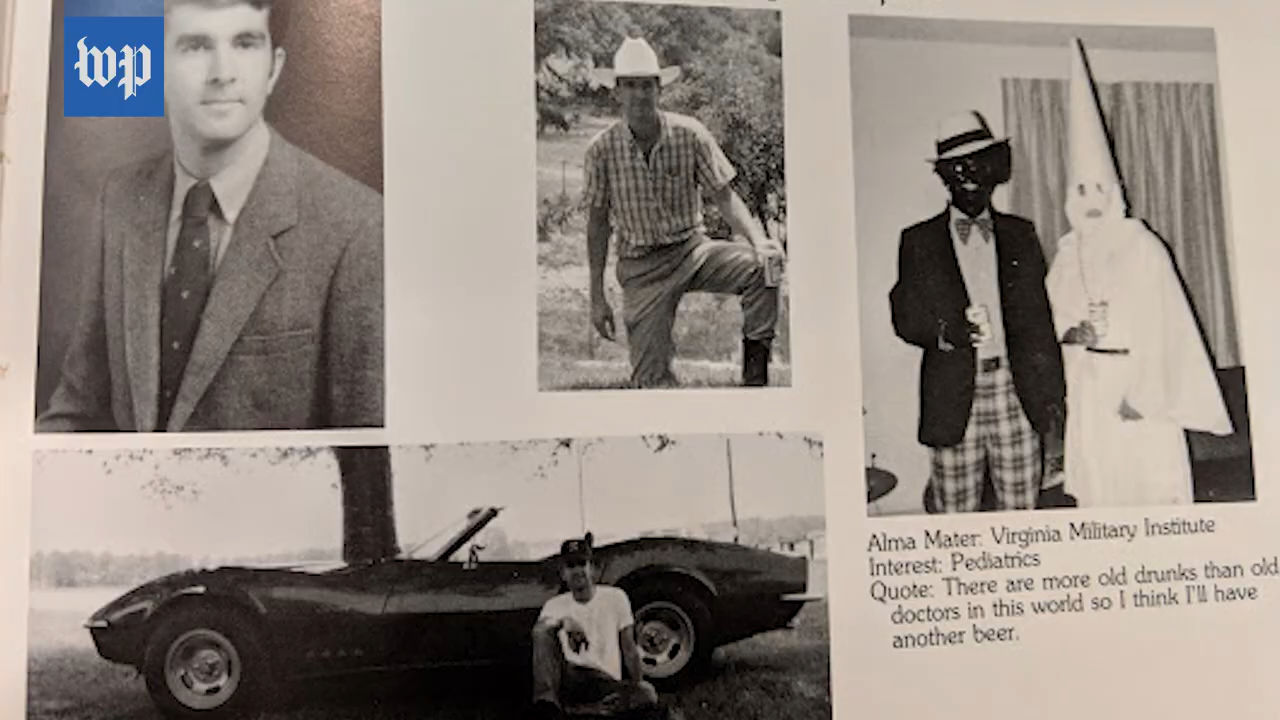 wp
Alma Mater: Virginia Military Institute
Interest: Pediatrics
Quote: There are more old drunks than old
doctors in this world so I think I'll have
another beer.